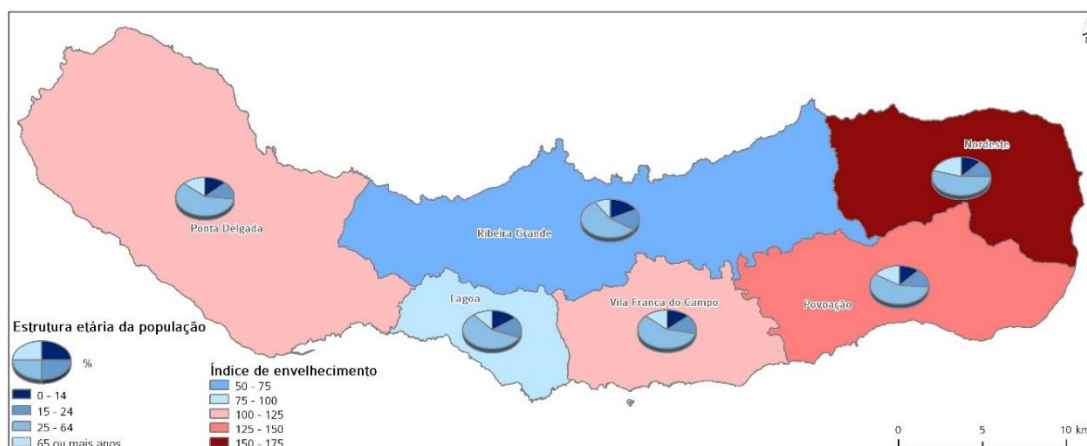 Nordeste
Ponta Delgada
Ribeira Grande
Lagoa
Vila Franca do Campo
Povoação
Estrutura etária da população
%
0 - 14
15 - 24
25 - 64
65 ou mais anos
Índice de envelhecimento
50 - 75
75 - 100
100 - 125
125 - 150
150 - 175
0 5 10 km